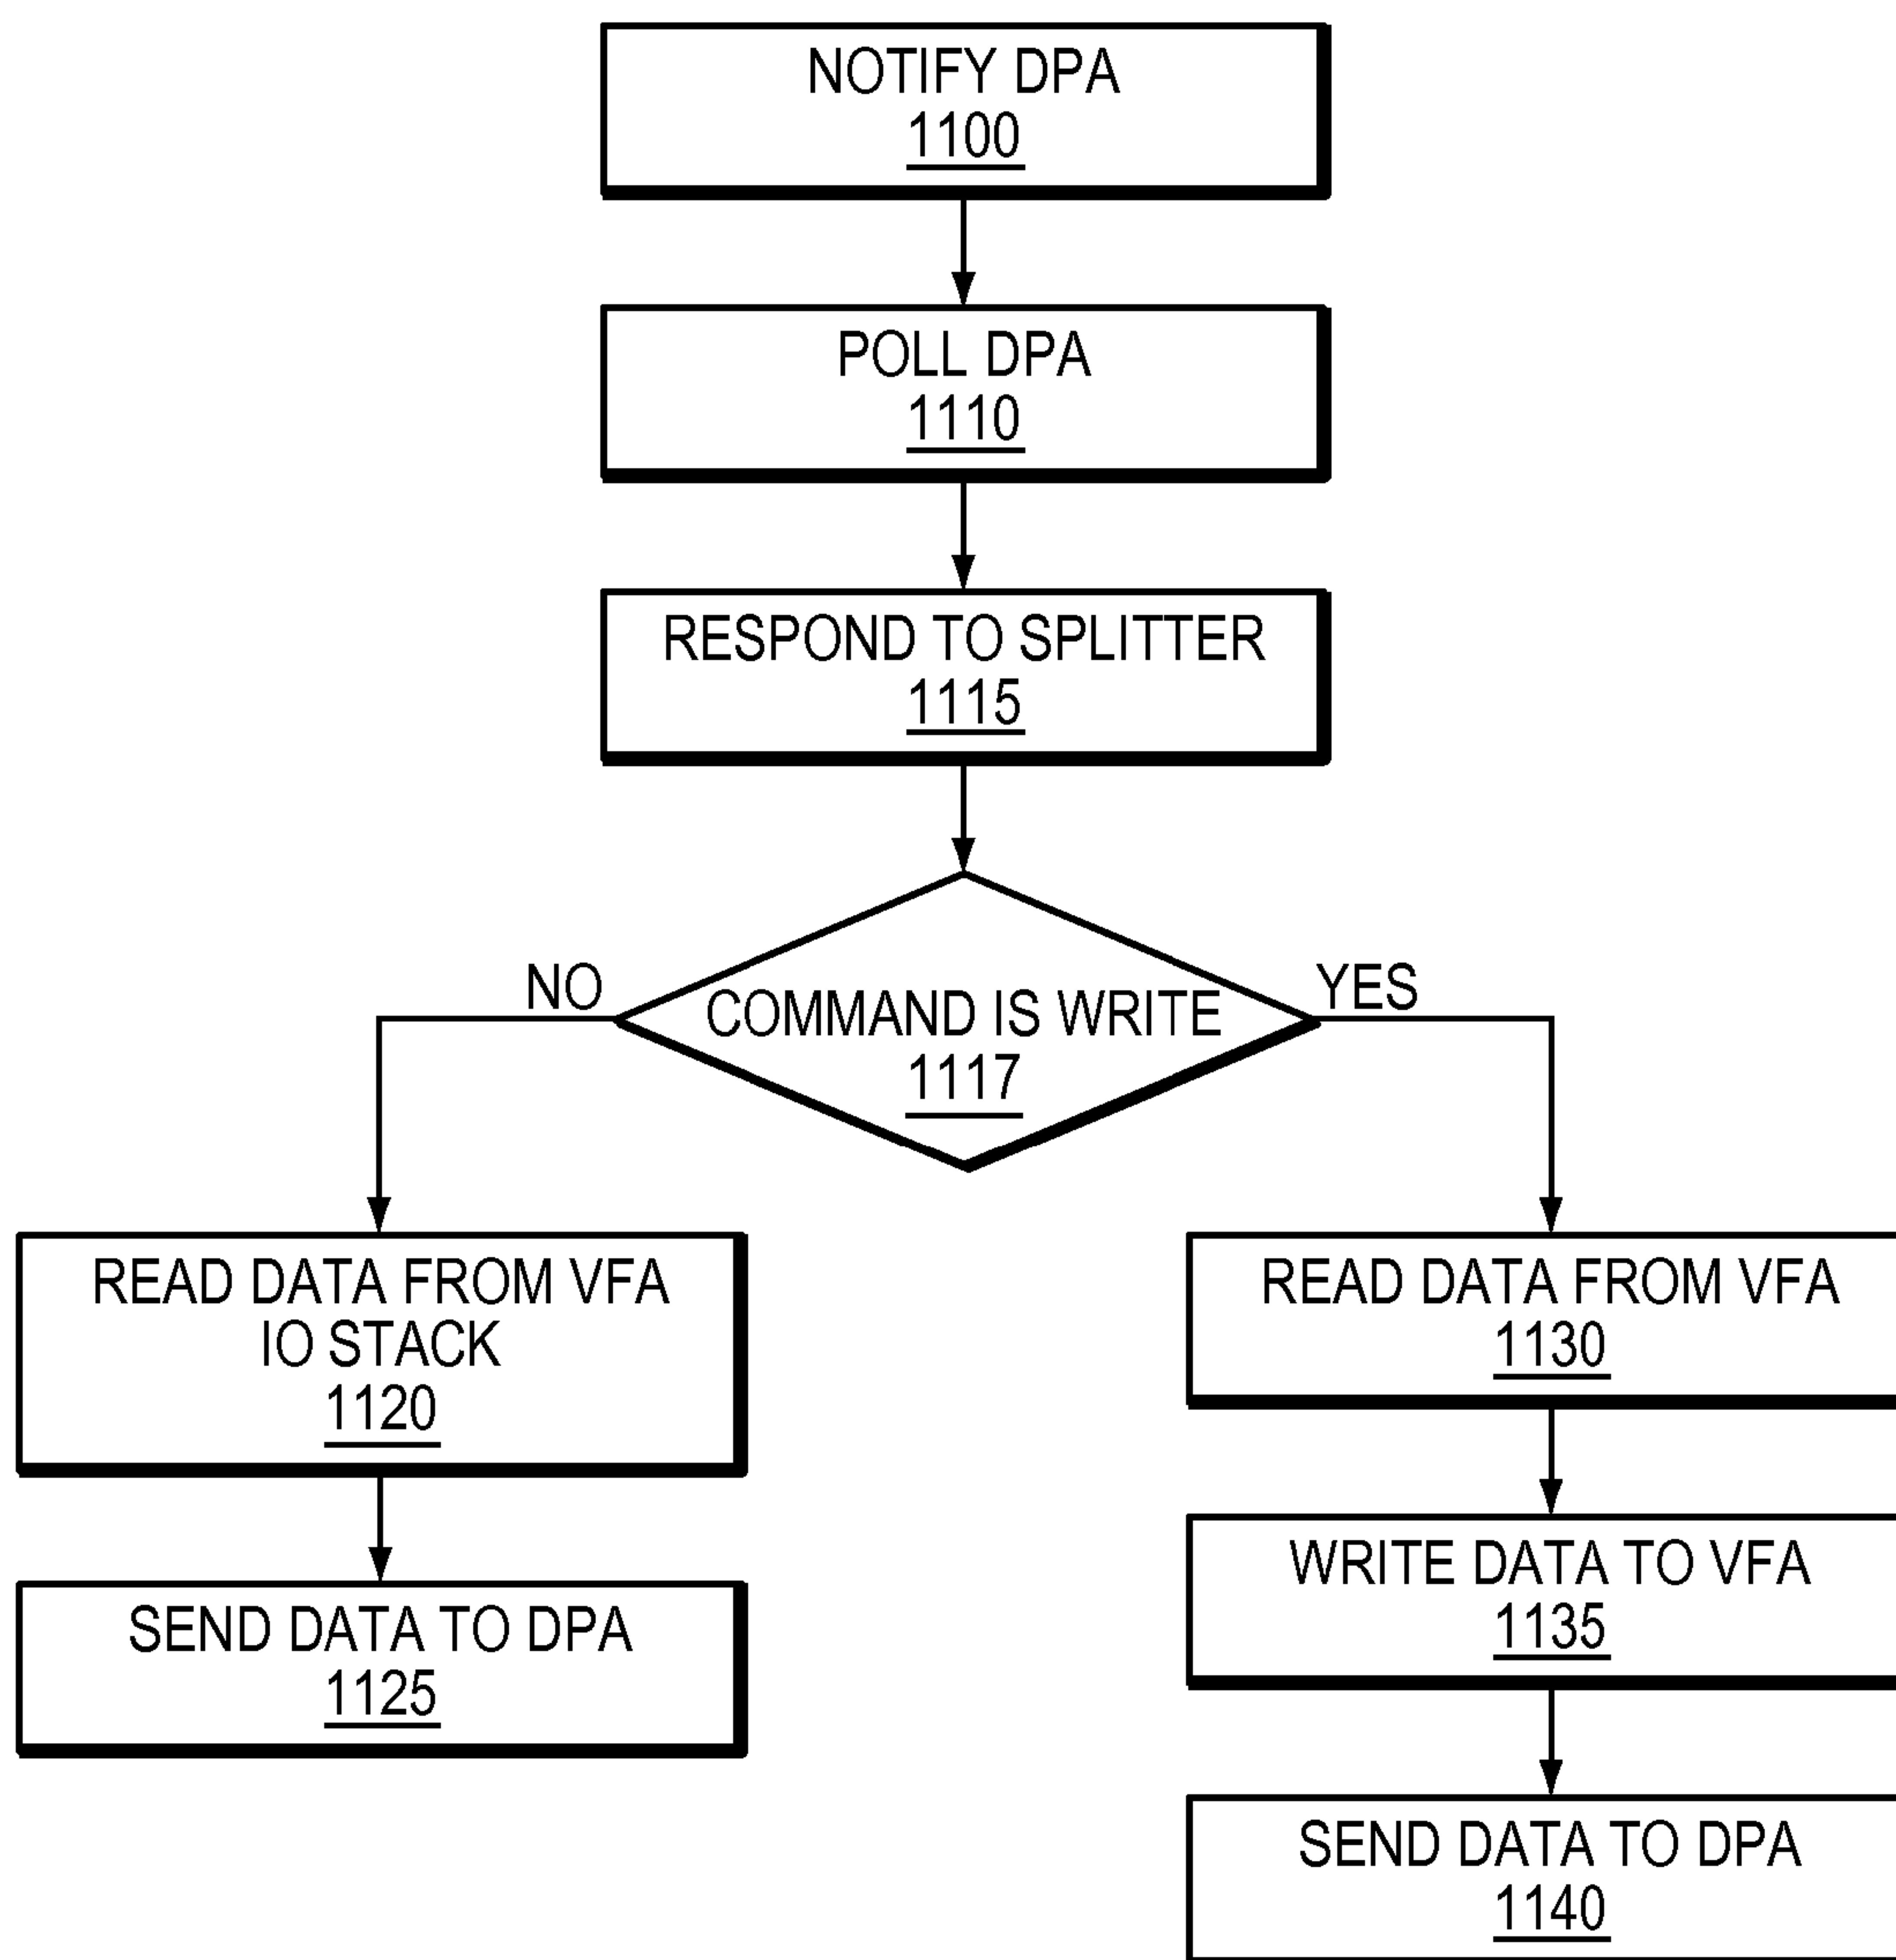 NOTIFY DPA
1100
POLL DPA
1110
RESPOND TO SPLITTER
1115
NO
YES
COMMAND IS WRITE
1117
READ DATA FROM VFA
IO STACK
1120
SEND DATA TO DPA
1125
READ DATA FROM VFA
1130
WRITE DATA TO VFA
1135
SEND DATA TO DPA
1140